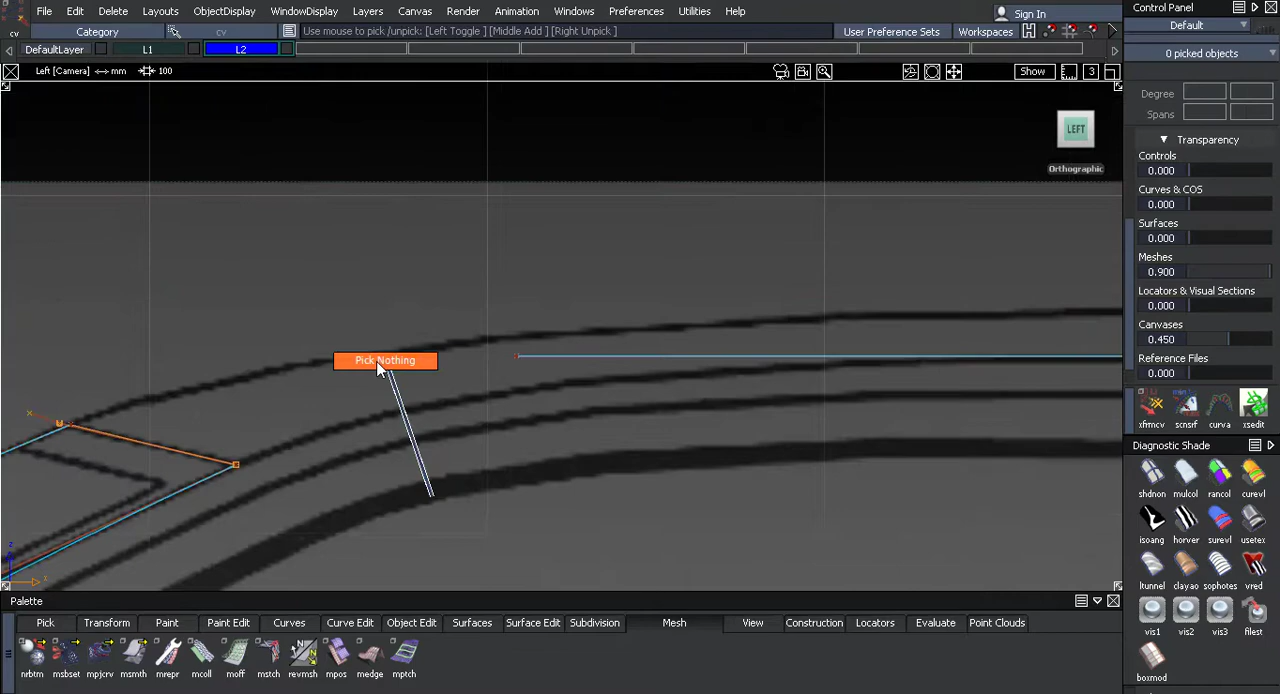 File Edit Delete Layouts ObjectDisplay WindowDisplay Layers Canvas Render Animation Windows Preferences Utilities Help Sign In
Control Panel
cv Category cv Use mouse to pick /unpick: [Left Toggle ] [Middle Add ] [Right Unpick ] User Preference Sets Workspaces
Default
DefaultLayer L1 L2
0 picked objects
Left [Camera] mm 100 Show 3
Degree
Spans
Transparency
Controls
0.000
Curves & COS
0.000
Surfaces
0.000
Meshes
0.900
Locators & Visual Sections
0.000
Canvases
0.450
Reference Files
0.000
LEFT
Orthographic
Pick Nothing
xfrmcv scnsrf curva xsedit
Diagnostic Shade
shdnon mulcol rancol curevl
isoang horver surevl usetex
ltunnel clayao sophotes vred
vis1 vis2 vis3 filest
boxmod
z
x
Palette
Pick Transform Paint Paint Edit Curves Curve Edit Object Edit Surfaces Surface Edit Subdivision Mesh View Construction Locators Evaluate Point Clouds
nrbtm msbset mpjcrv msmth mrepr mcoll moff mstch revmsh mpos medge mptch